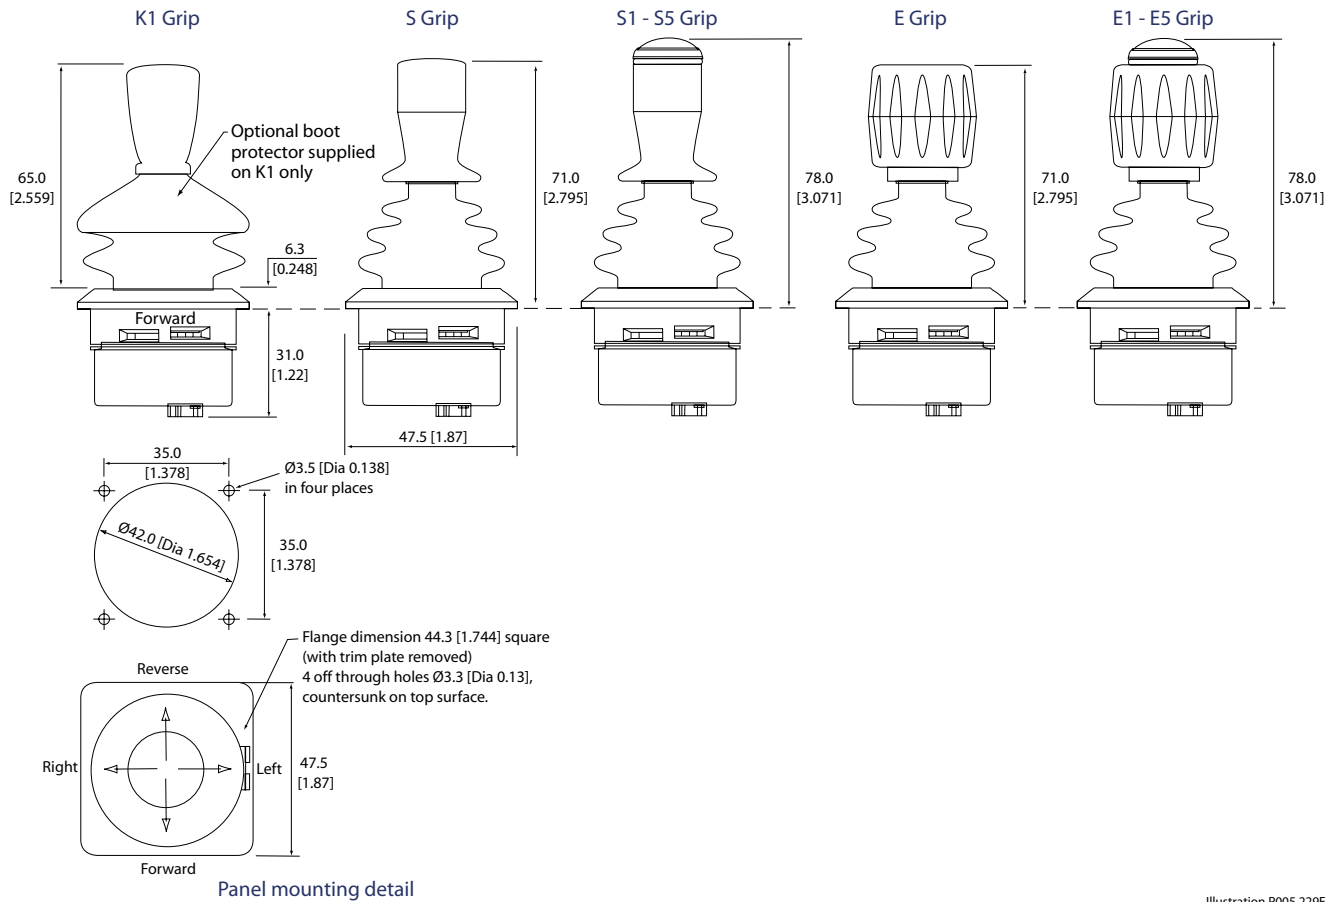 K1 Grip
S Grip
S1 - S5 Grip
E Grip
E1 - E5 Grip
Optional boot
protector supplied
on K1 only
65.0
[2.559]
6.3
[0.248]
71.0
[2.795]
78.0
[3.071]
71.0
[2.795]
78.0
[3.071]
Forward
31.0
[1.22]
47.5 [1.87]
35.0
[1.378]
Ø3.5 [Dia 0.138]
in four places
Ø42.0 [Dia 1.654]
35.0
[1.378]
Flange dimension 44.3 [1.744] square
(with trim plate removed)
4 off through holes Ø3.3 [Dia 0.13],
countersunk on top surface.
Reverse
Right
Left
47.5
[1.87]
Forward
Panel mounting detail